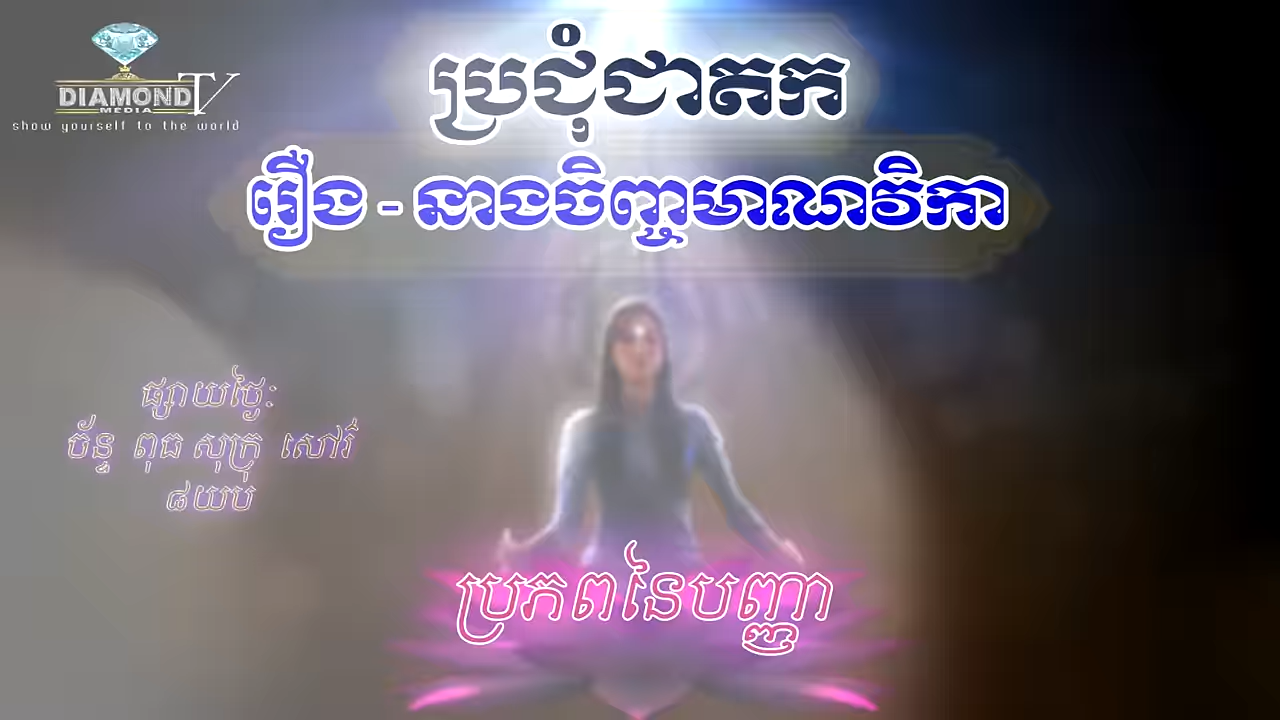 DIAMOND TV
MEDIA
show yourself to the world
ប្រជុំជាតក
រឿង - នាងចិញ្ចមាណវិកា
ផ្សាយថ្ងៃ:
ច័ន្ទ ពុធ សុក្រ សៅរ៍
៨យប់
ប្រភពនៃបញ្ញា